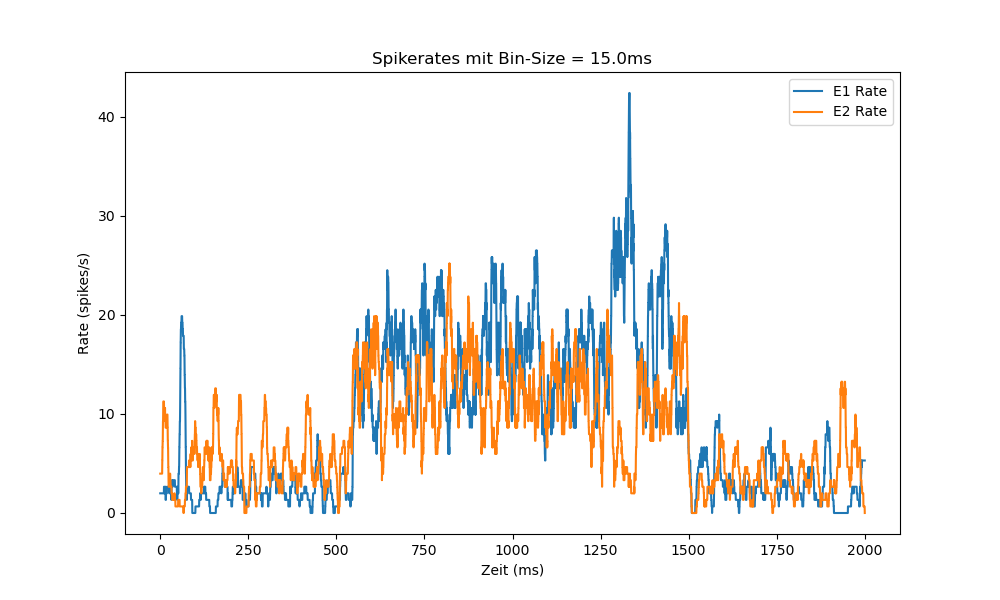 Spikerates mit Bin-Size = 15.0ms
E1 Rate
E2 Rate
Rate (spikes/s)
40
30
20
10
0
0 250 500 750 1000 1250 1500 1750 2000
Zeit (ms)